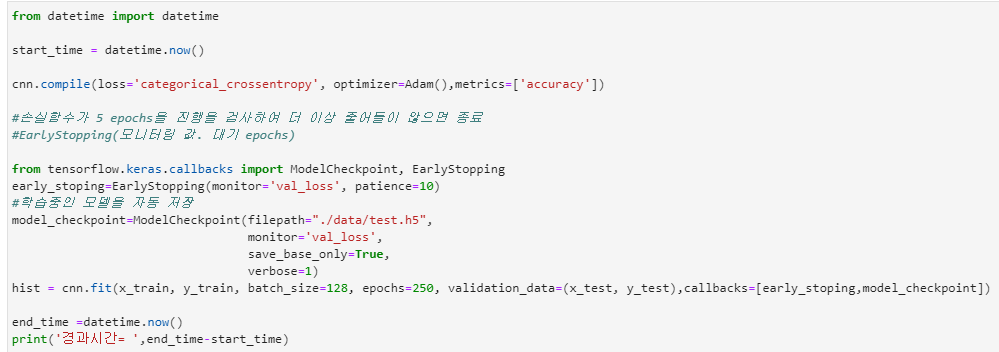 from datetime import datetime
start_time = datetime.now()
cnn.compile(loss='categorical_crossentropy', optimizer=Adam(),metrics=['accuracy'])
#손실함수가 5 epochs을 진행을 검사하여 더 이상 줄어들이 않으면 종료
#EarlyStopping(모니터링 값. 대기 epochs)
from tensorflow.keras.callbacks import ModelCheckpoint, EarlyStopping
early_stoping=EarlyStopping(monitor='val_loss', patience=10)
#학습중인 모델을 자동 저장
model_checkpoint=ModelCheckpoint(filepath="./data/test.h5",
monitor='val_loss',
save_base_only=True,
verbose=1)
hist = cnn.fit(x_train, y_train, batch_size=128, epochs=250, validation_data=(x_test, y_test),callbacks=[early_stoping,model_checkpoint])
end_time =datetime.now()
print('경과시간= ',end_time-start_time)